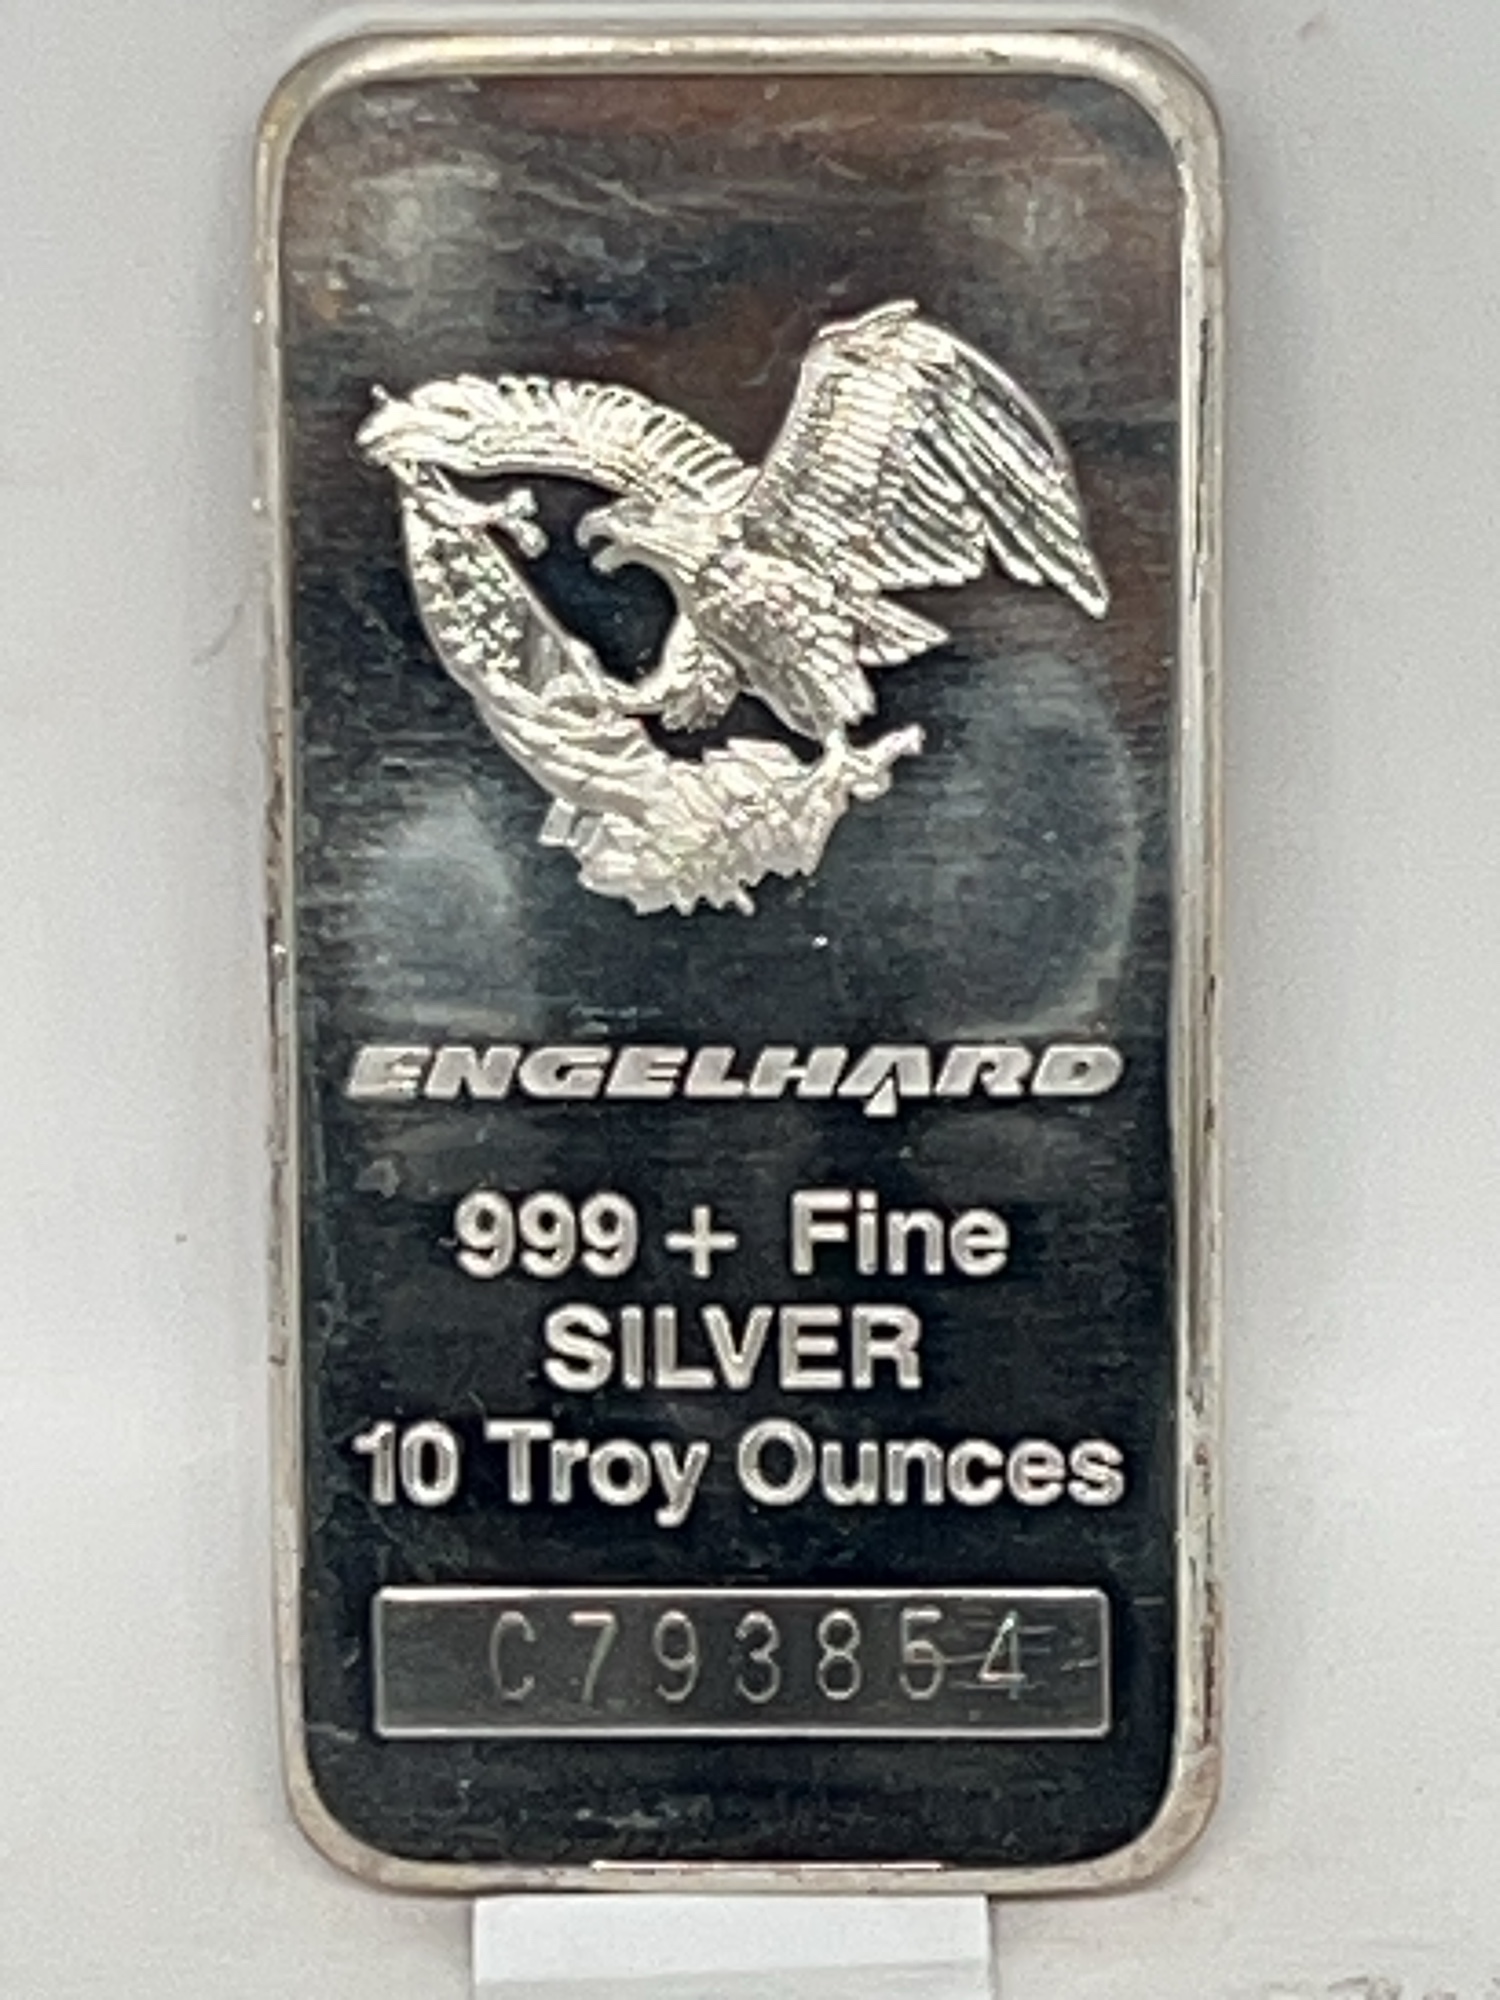 ENGELHARD
999 + Fine
SILVER
10 Troy Ounces
C793854